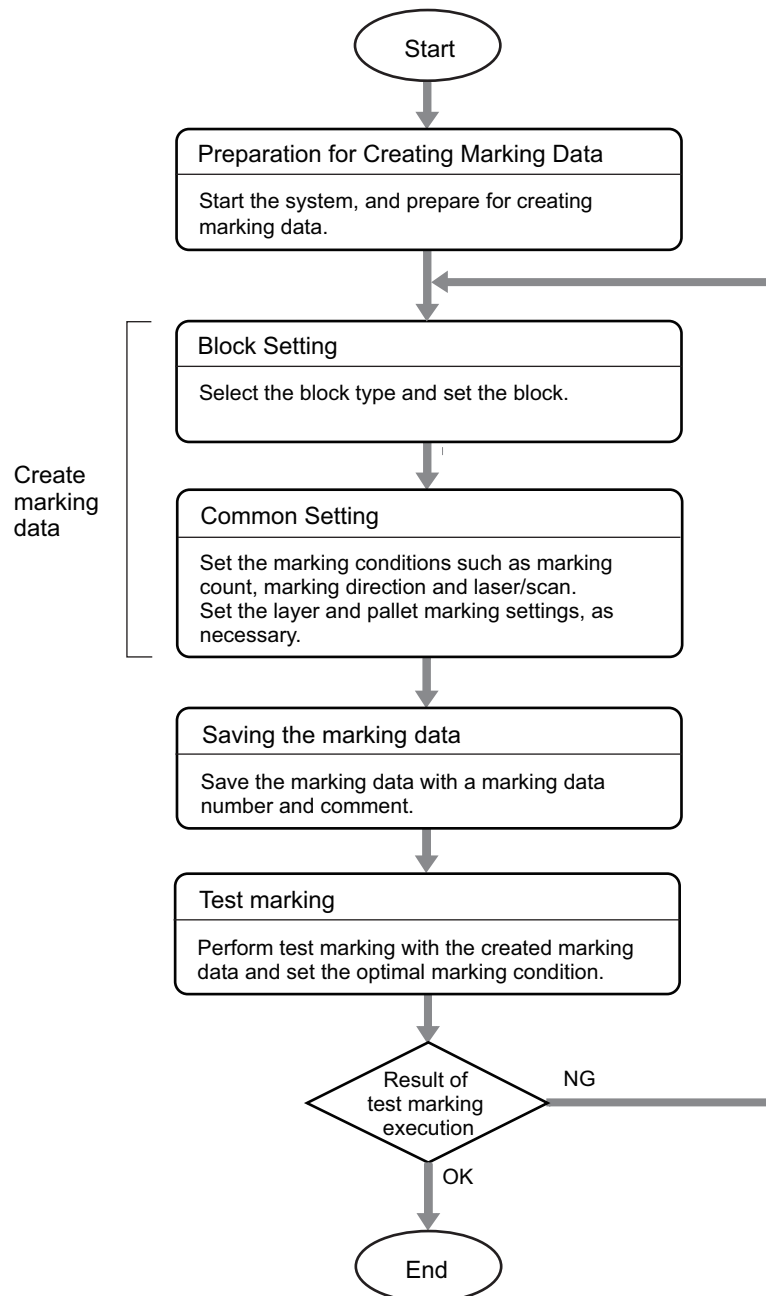 Start
Preparation for Creating Marking Data
Start the system, and prepare for creating
marking data.
Block Setting
Select the block type and set the block.
Create
marking
data
Common Setting
Set the marking conditions such as marking
count, marking direction and laser/scan.
Set the layer and pallet marking settings, as
necessary.
Saving the marking data
Save the marking data with a marking data
number and comment.
Test marking
Perform test marking with the created marking
data and set the optimal marking condition.
Result of
test marking
execution
NG
OK
End